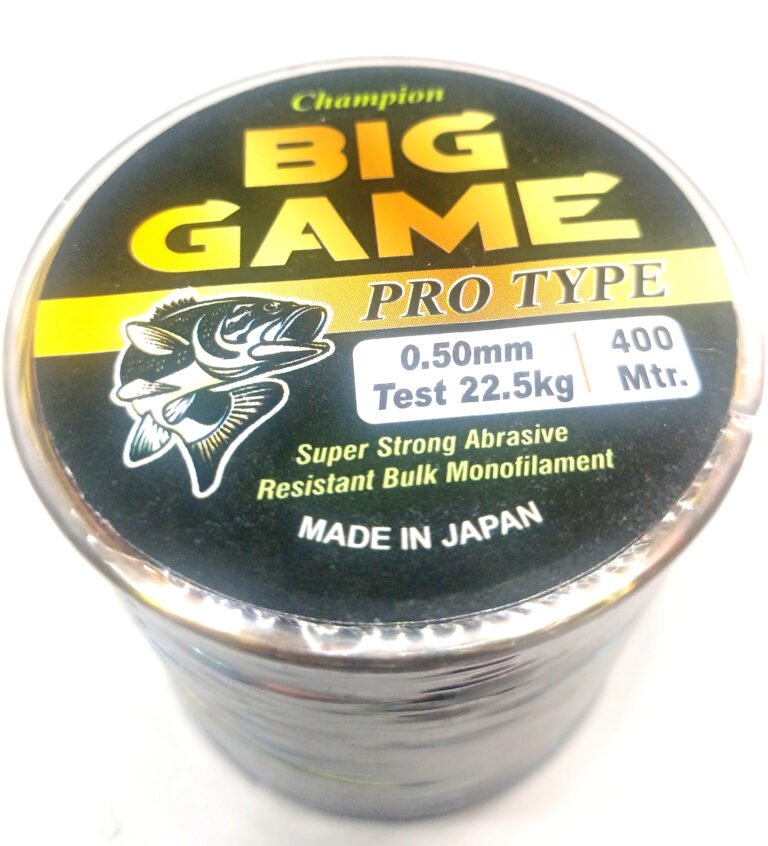 Champion
BIG
GAME
PRO TYPE
0.50mm
Test 22.5kg
400
Mtr.
Super Strong Abrasive
Resistant Bulk Monofilament
MADE IN JAPAN